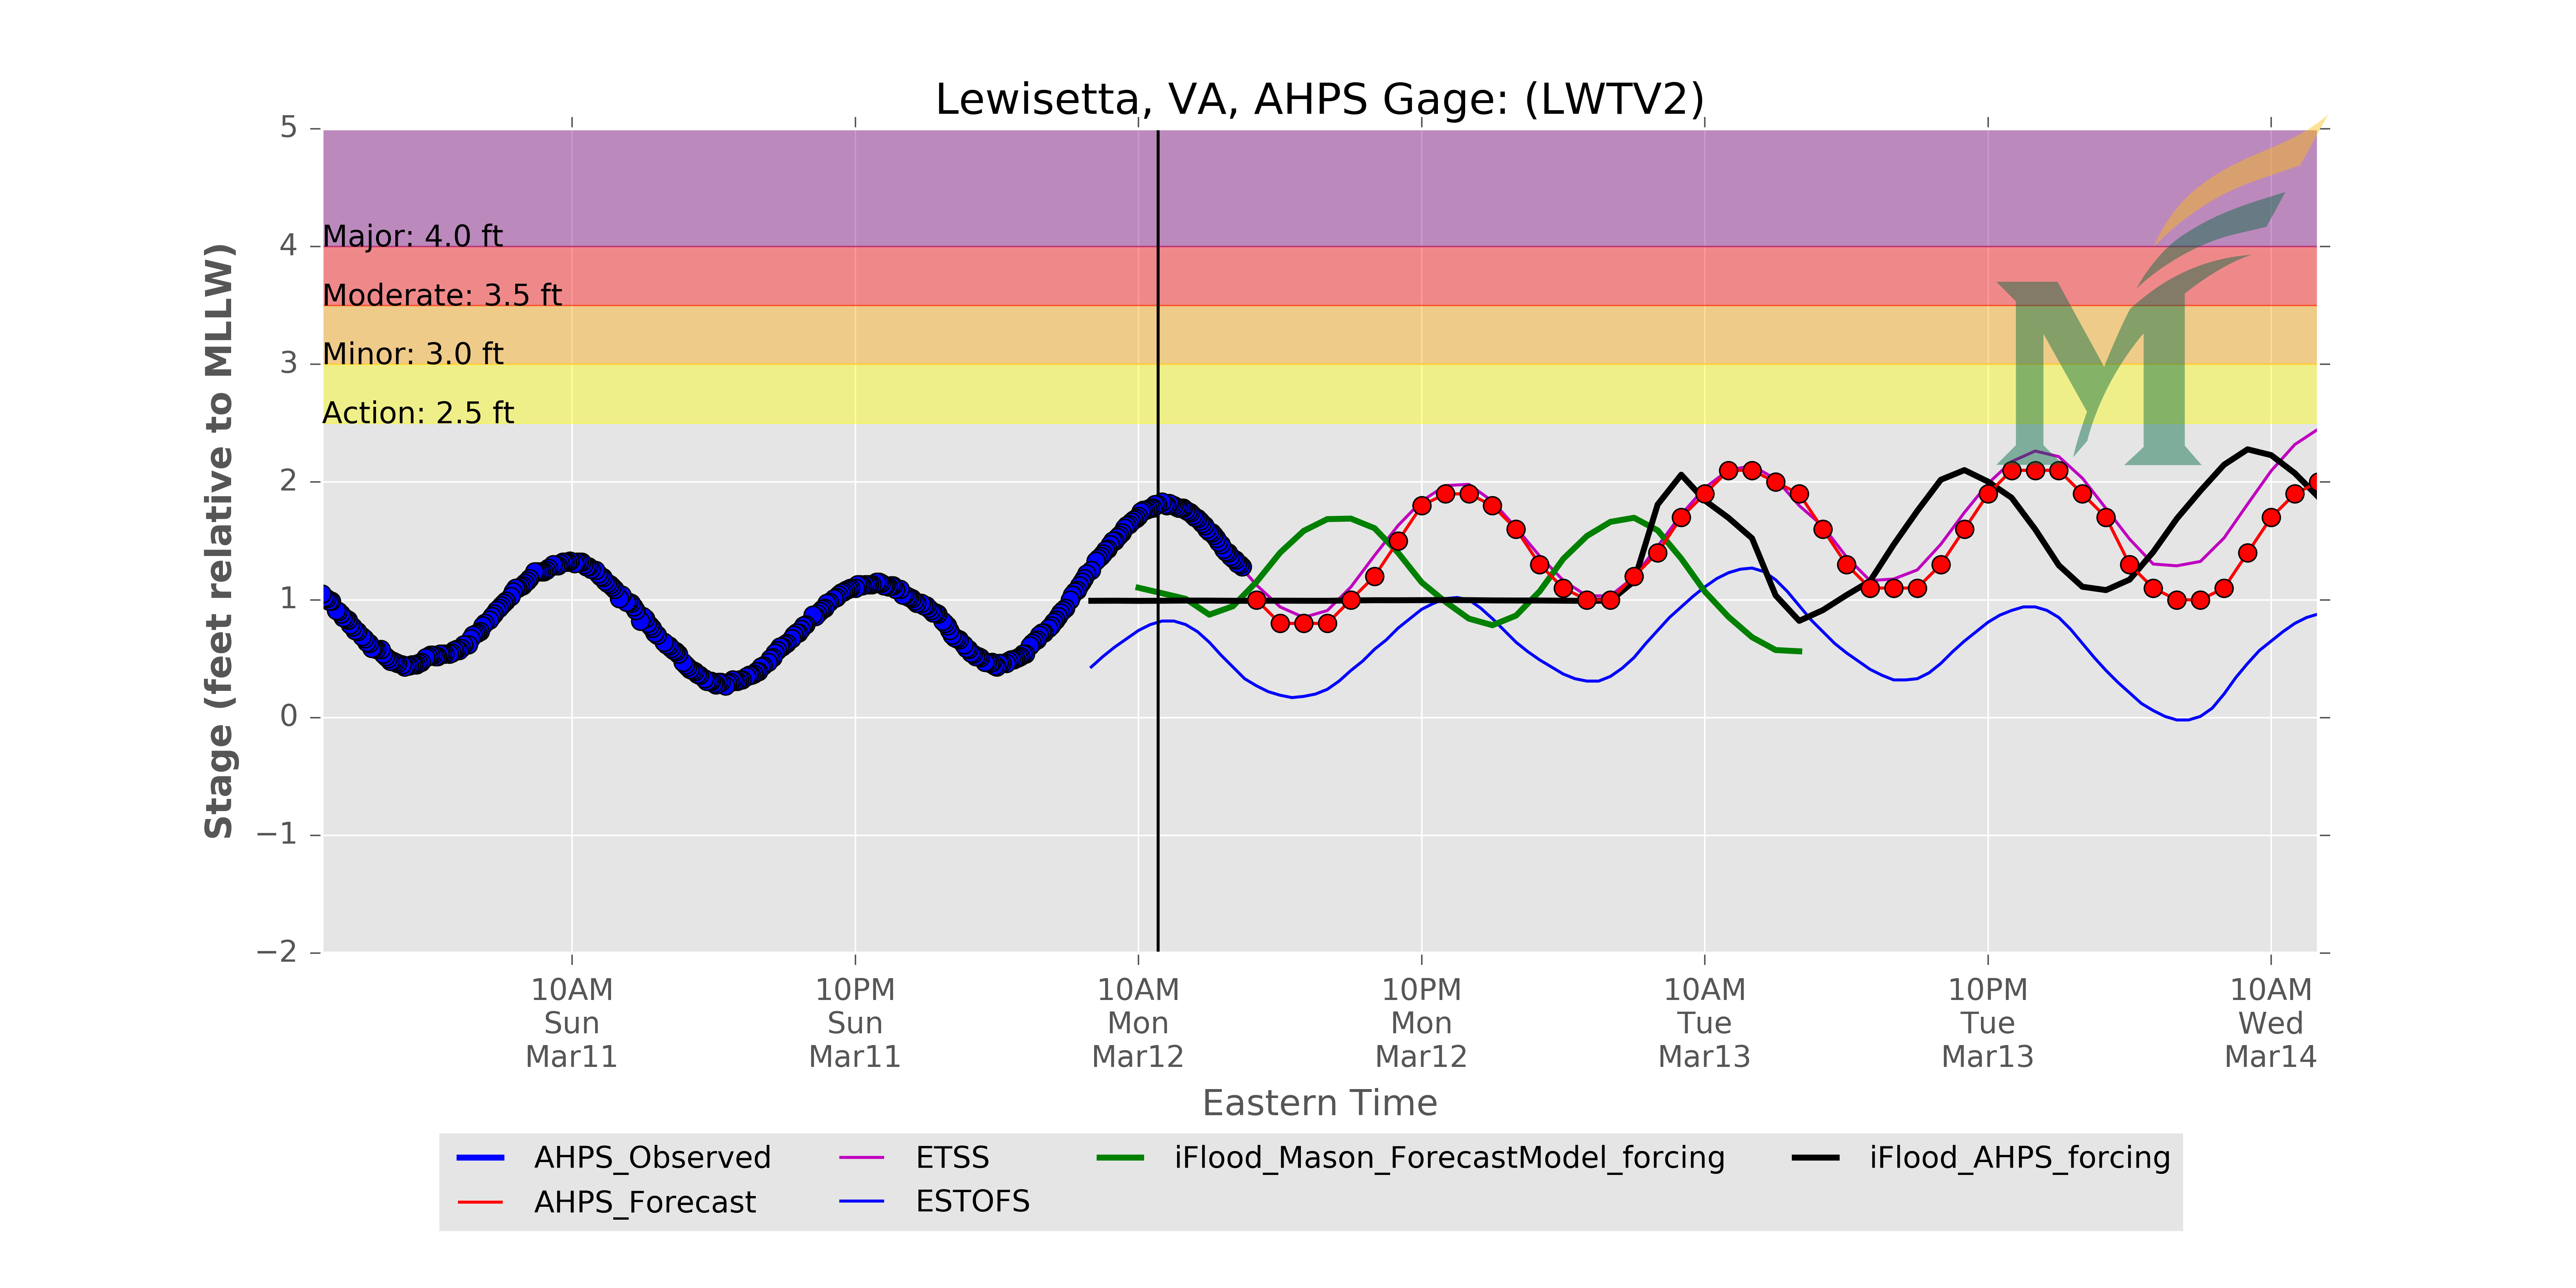 Lewisetta, VA, AHPS Gage: (LWTV2)
5
4
3
2
1
0
−1
−2
Stage (feet relative to MLLW)
Major: 4.0 ft
Moderate: 3.5 ft
Minor: 3.0 ft
Action: 2.5 ft
M
10AM
Sun
Mar11
10PM
Sun
Mar11
10AM
Mon
Mar12
10PM
Mon
Mar12
10AM
Tue
Mar13
10PM
Tue
Mar13
10AM
Wed
Mar14
Eastern Time
AHPS_Observed
AHPS_Forecast
ETSS
ESTOFS
iFlood_Mason_ForecastModel_forcing
iFlood_AHPS_forcing